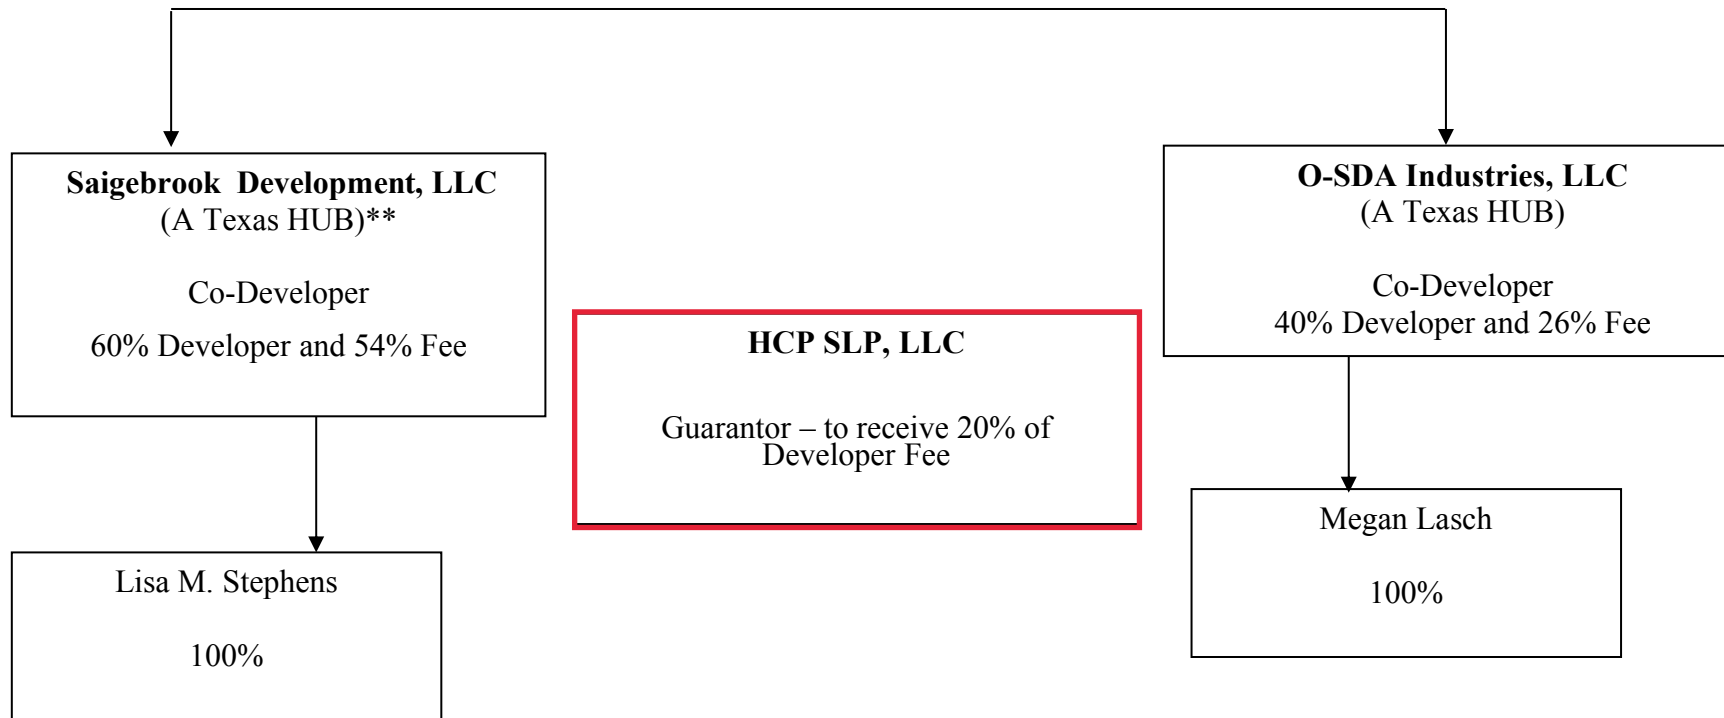 Saigebrook Development, LLC
(A Texas HUB)**
Co-Developer
60% Developer and 54% Fee
HCP SLP, LLC
Guarantor – to receive 20% of
Developer Fee
O-SDA Industries, LLC
(A Texas HUB)
Co-Developer
40% Developer and 26% Fee
Lisa M. Stephens
100%
Megan Lasch
100%